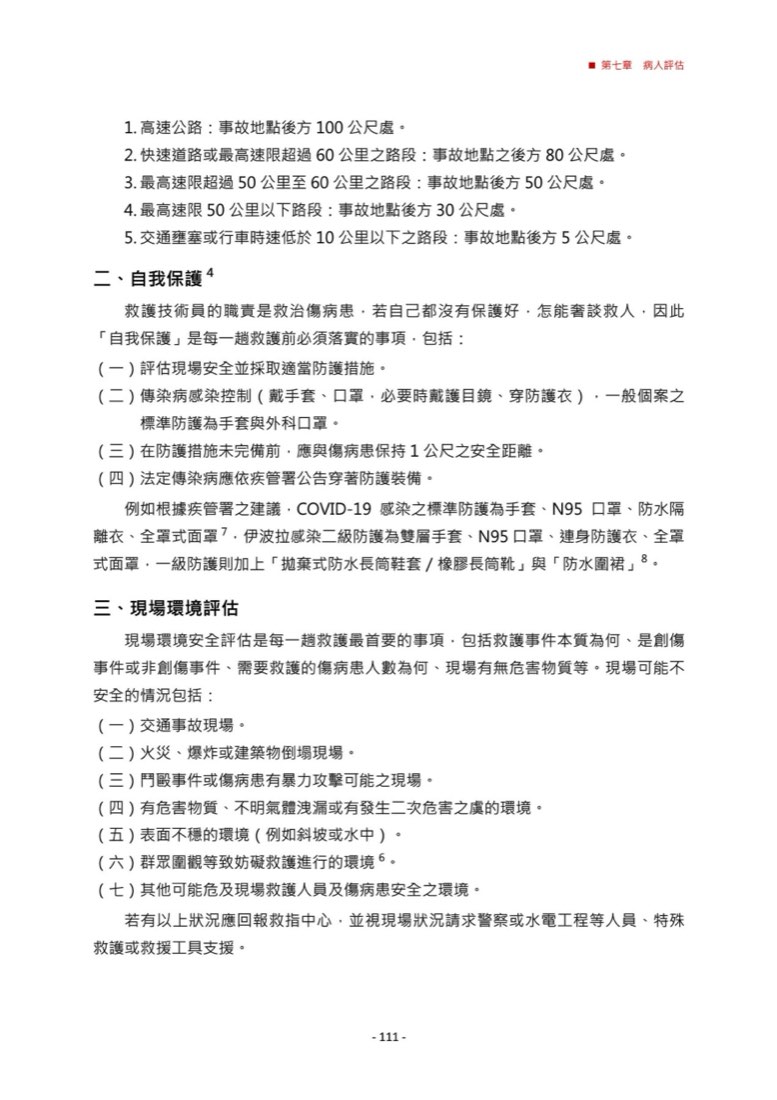 ■ 第七章 病人評估
1. 高速公路：事故地點後方 100 公尺處。
2. 快速道路或最高速限超過 60 公里之路段：事故地點之後方 80 公尺處。
3. 最高速限超過 50 公里至 60 公里之路段：事故地點後方 50 公尺處。
4. 最高速限 50 公里以下路段：事故地點後方 30 公尺處。
5. 交通壅塞或行車時速低於 10 公里以下之路段：事故地點後方 5 公尺處。
二、自我保護 4
救護技術員的職責是救治傷病患，若自己都沒有保護好，怎能奢談救人，因此
「自我保護」是每一趟救護前必須落實的事項，包括：
（一）評估現場安全並採取適當防護措施。
（二）傳染病感染控制（戴手套、口罩，必要時戴護目鏡、穿防護衣），一般個案之
標準防護為手套與外科口罩。
（三）在防護措施未完備前，應與傷病患保持 1 公尺之安全距離。
（四）法定傳染病應依疾管署公告穿著防護裝備。
例如根據疾管署之建議，COVID-19 感染之標準防護為手套、N95 口罩、防水隔
離衣、全罩式面罩 7，伊波拉感染二級防護為雙層手套、N95 口罩、連身防護衣、全罩
式面罩，一級防護則加上「拋棄式防水長筒鞋套 / 橡膠長筒靴」與「防水圍裙」8。
三、現場環境評估
現場環境安全評估是每一趟救護最首要的事項，包括救護事件本質為何、是創傷
事件或非創傷事件、需要救護的傷病患人數為何、現場有無危害物質等。現場可能不
安全的情況包括：
（一）交通事故現場。
（二）火災、爆炸或建築物倒塌現場。
（三）鬥毆事件或傷病患有暴力攻擊可能之現場。
（四）有危害物質、不明氣體洩漏或有發生二次危害之虞的環境。
（五）表面不穩的環境（例如斜坡或水中）。
（六）群眾圍觀等致妨礙救護進行的環境 6。
（七）其他可能危及現場救護人員及傷病患安全之環境。
若有以上狀況應回報救指中心，並視現場狀況請求警察或水電工程等人員、特殊
救護或救援工具支援。
- 111 -